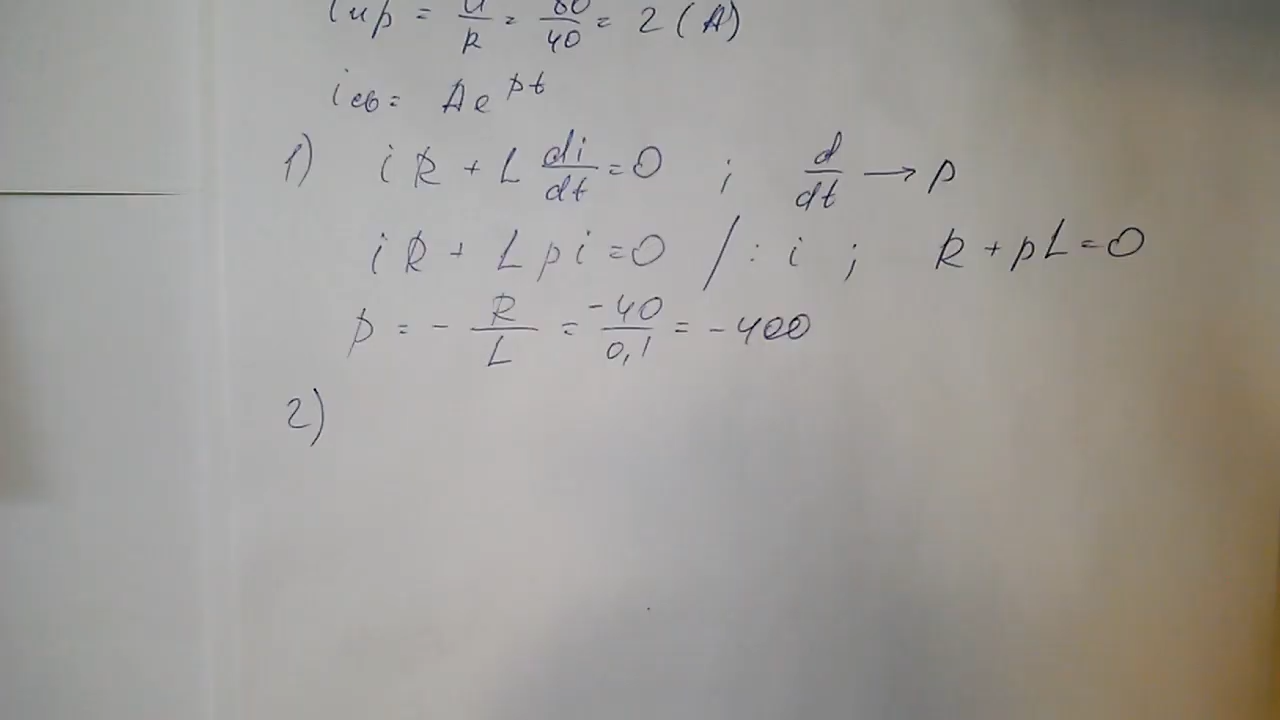 iпр = U/R = 80/40 = 2 (A)
iсв = Ae^pt
1) iR + L di/dt = 0 ; d/dt → p
iR + Lpi = 0 / : i ; R + pL = 0
p = - R/L = -40/0,1 = -400
2)